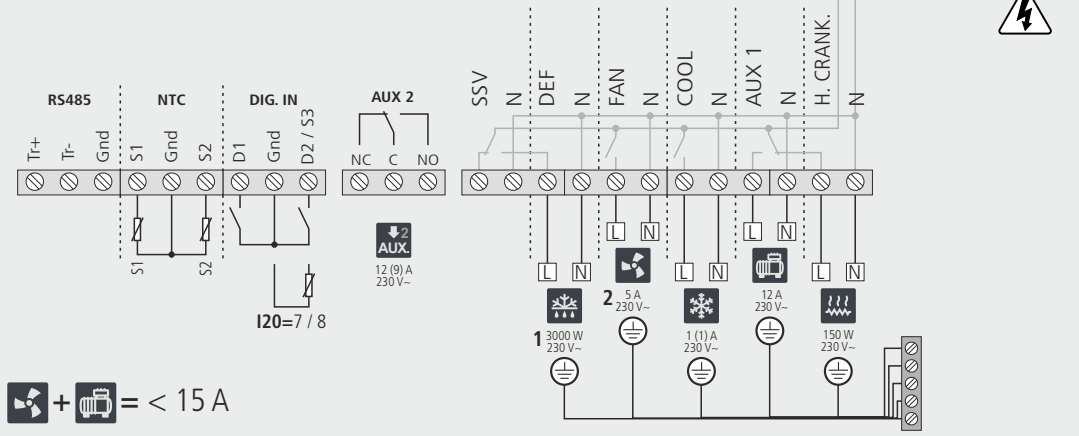 RS485
NTC
DIG. IN
AUX 2
Tr+
Tr-
Gnd
S1
Gnd
S2
D1
Gnd
D2 / S3
NC C NO
SSV
N
DEF
N
FAN
N
COOL
N
AUX 1
N
H. CRANK.
N
S1
S2
I20=7 / 8
2
AUX.
12 (9) A
230 V~
L N
L N
L N
L N
L N
1
3000 W
230 V~
2
5 A
230 V~
1 (1) A
230 V~
12 A
230 V~
150 W
230 V~
+ = < 15 A